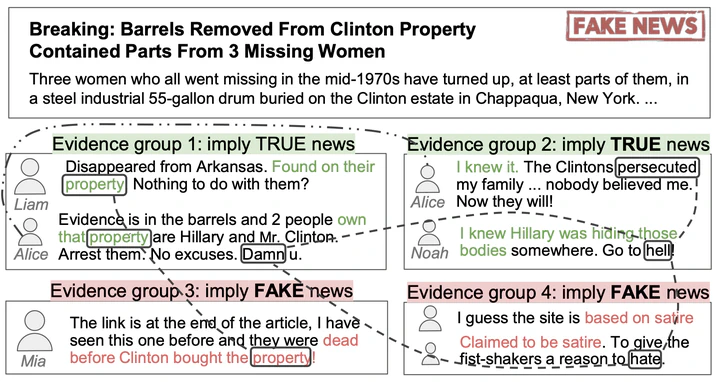 Breaking: Barrels Removed From Clinton Property
Contained Parts From 3 Missing Women
FAKE NEWS
Three women who all went missing in the mid-1970s have turned up, at least parts of them, in
a steel industrial 55-gallon drum buried on the Clinton estate in Chappaqua, New York. ...
Evidence group 1: imply TRUE news
Disappeared from Arkansas. Found on their
property. Nothing to do with them?
Liam
Evidence is in the barrels and 2 people own
that property are Hillary and Mr. Clinton.
Arrest them. No excuses. Damn u.
Alice
Evidence group 2: imply TRUE news
I knew it. The Clintons persecuted
my family ... nobody believed me.
Now they will!
Alice
I knew Hillary was hiding those
bodies somewhere. Go to hell!
Noah
Evidence group 3: imply FAKE news
The link is at the end of the article, I have
seen this one before and they were dead
before Clinton bought the property!
Mia
Evidence group 4: imply FAKE news
I guess the site is based on satire
Claimed to be satire. To give the
fist-shakers a reason to hate.